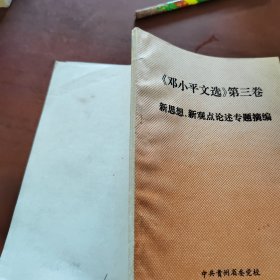 《邓小平文选》第三卷
新思想、新观点论述专题摘编
中共贵州省委党校